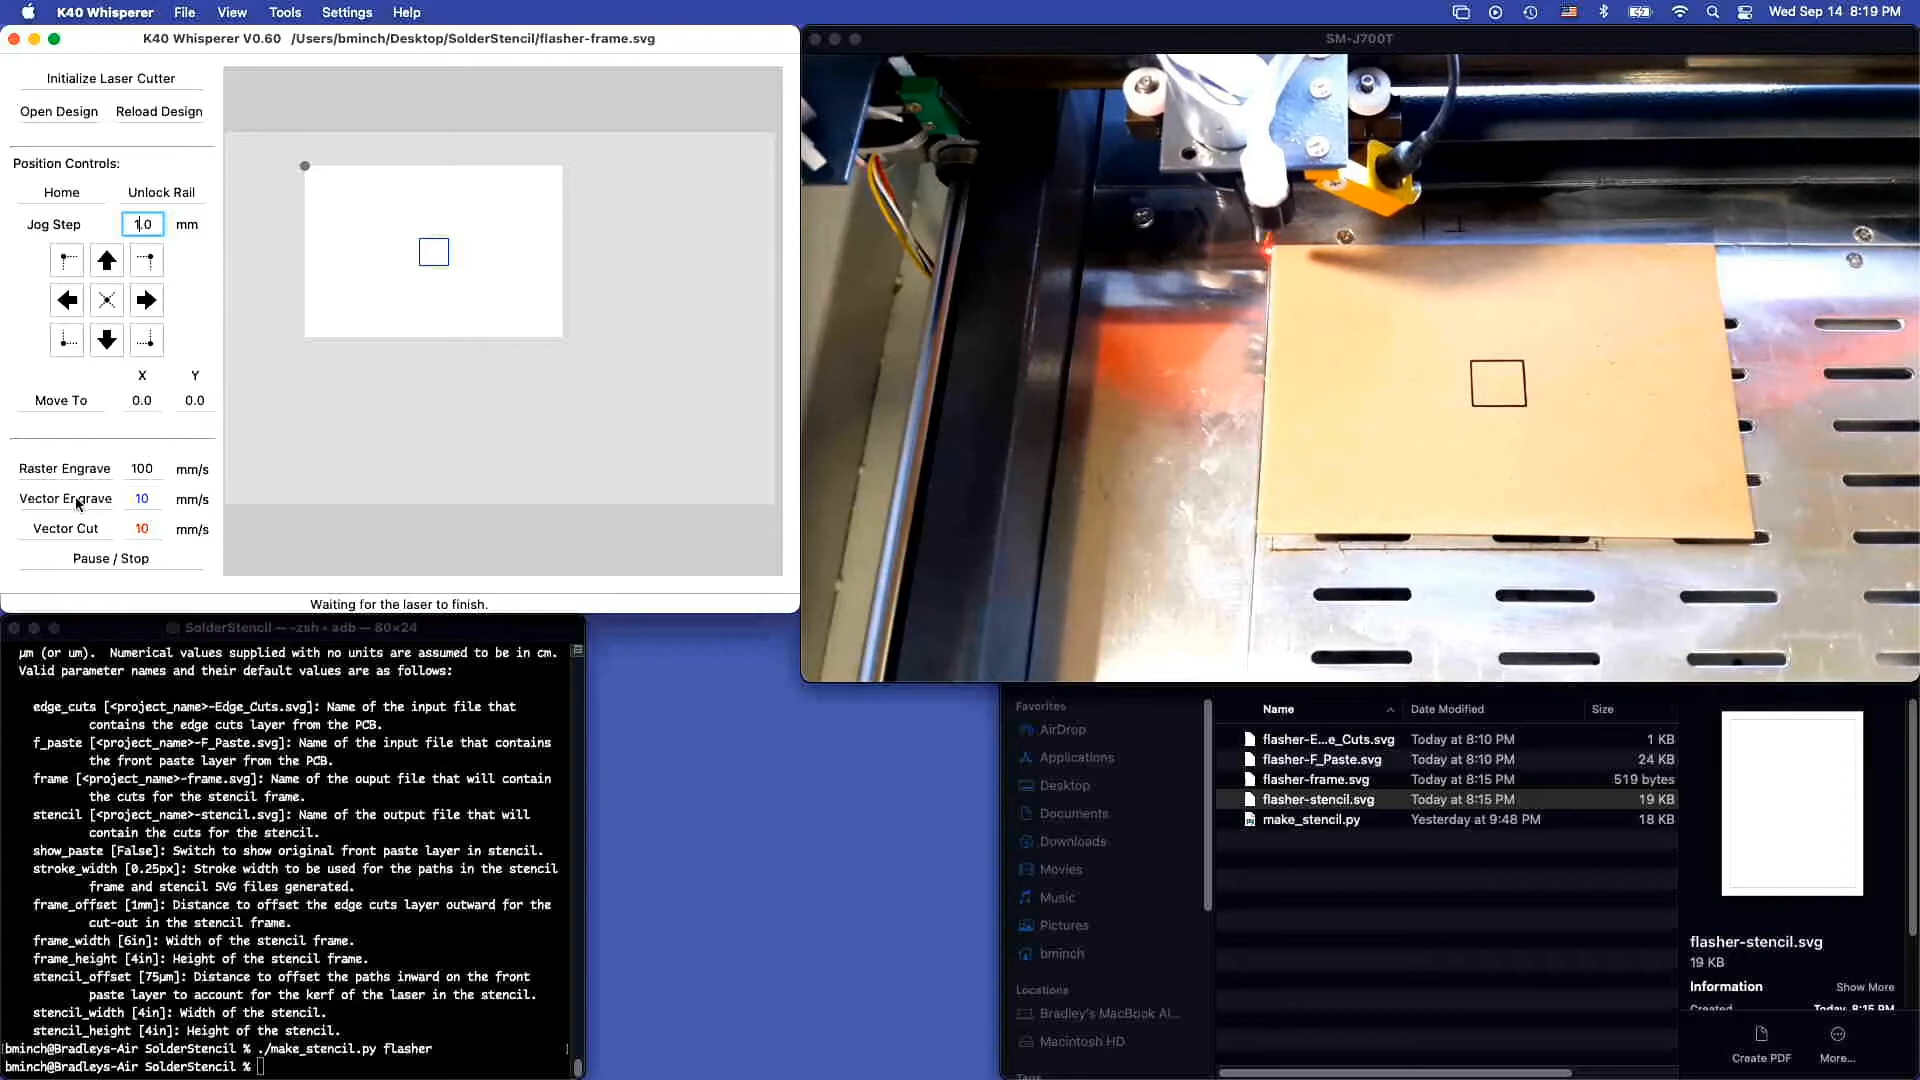 K40 Whisperer File View Tools Settings Help
Wed Sep 14 8:19 PM
K40 Whisperer V0.60 /Users/bminch/Desktop/SolderStencil/flasher-frame.svg
Initialize Laser Cutter
Open Design Reload Design
Position Controls:
Home Unlock Rail
Jog Step 1.0 mm
X Y
Move To 0.0 0.0
Raster Engrave 100 mm/s
Vector Engrave 10 mm/s
Vector Cut 10 mm/s
Pause / Stop
Waiting for the laser to finish.
SM-J700T
SolderStencil — -zsh • adb — 80×24
µm (or um). Numerical values supplied with no units are assumed to be in cm.
Valid parameter names and their default values are as follows:
edge_cuts [<project_name>-Edge_Cuts.svg]: Name of the input file that
contains the edge cuts layer from the PCB.
f_paste [<project_name>-F_Paste.svg]: Name of the input file that contains
the front paste layer from the PCB.
frame [<project_name>-frame.svg]: Name of the ouput file that will contain
the cuts for the stencil frame.
stencil [<project_name>-stencil.svg]: Name of the output file that will
contain the cuts for the stencil.
show_paste [False]: Switch to show original front paste layer in stencil.
stroke_width [0.25px]: Stroke width to be used for the paths in the stencil
frame and stencil SVG files generated.
frame_offset [1mm]: Distance to offset the edge cuts layer outward for the
cut-out in the stencil frame.
frame_width [6in]: Width of the stencil frame.
frame_height [4in]: Height of the stencil frame.
stencil_offset [75µm]: Distance to offset the paths inward on the front
paste layer to account for the kerf of the laser in the stencil.
stencil_width [4in]: Width of the stencil.
stencil_height [4in]: Height of the stencil.
bminch@Bradleys-Air SolderStencil % ./make_stencil.py flasher
bminch@Bradleys-Air SolderStencil %
Favorites
AirDrop
Applications
Desktop
Documents
Downloads
Movies
Music
Pictures
bminch
Locations
Bradley's MacBook Ai...
Macintosh HD
Tags
Name Date Modified Size
flasher-E...e_Cuts.svg Today at 8:10 PM 1 KB
flasher-F_Paste.svg Today at 8:10 PM 24 KB
flasher-frame.svg Today at 8:15 PM 519 bytes
flasher-stencil.svg Today at 8:15 PM 19 KB
make_stencil.py Yesterday at 9:48 PM 18 KB
flasher-stencil.svg
19 KB
Information Show More
Created Today, 8:15 PM
Create PDF More...